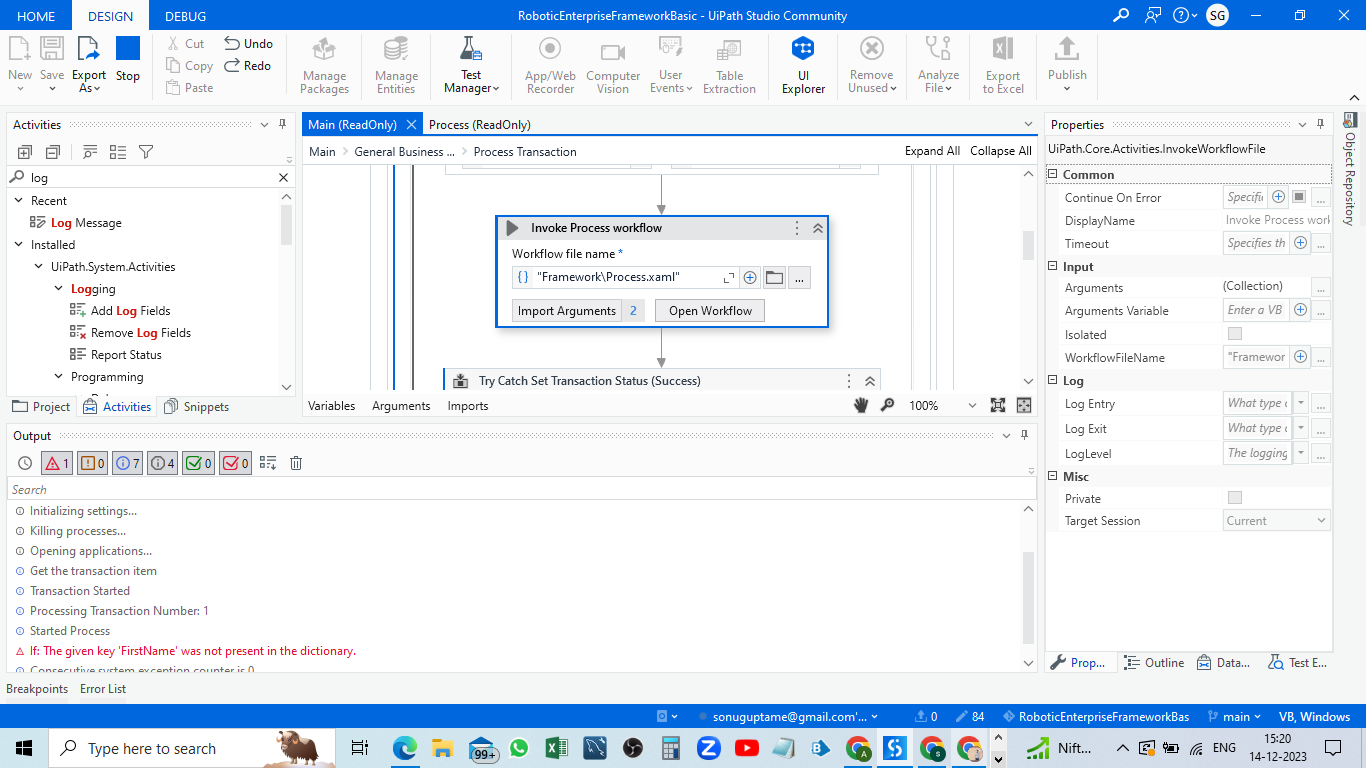 HOME DESIGN DEBUG RoboticEnterpriseFrameworkBasic - UiPath Studio Community SG
New Save Export As Stop Cut Copy Paste Undo Redo Manage Packages Manage Entities Test Manager App/Web Recorder Computer Vision User Events Table Extraction UI Explorer Remove Unused Analyze File Export to Excel Publish
Activities
log
Recent
Log Message
Installed
UiPath.System.Activities
Logging
Add Log Fields
Remove Log Fields
Report Status
Programming
Project Activities Snippets
Main (ReadOnly) Process (ReadOnly)
Main > General Business ... > Process Transaction Expand All Collapse All
Invoke Process workflow
Workflow file name *
{ } "Framework\Process.xaml" ...
Import Arguments 2 Open Workflow
Try Catch Set Transaction Status (Success)
Variables Arguments Imports 100%
Properties
UiPath.Core.Activities.InvokeWorkflowFile
Common
Continue On Error Specifi ...
DisplayName Invoke Process work
Timeout Specifies th ...
Input
Arguments (Collection) ...
Arguments Variable Enter a VB ...
Isolated
WorkflowFileName "Framewor ...
Log
Log Entry What type ...
Log Exit What type ...
LogLevel The logging ...
Misc
Private
Target Session Current
Prop... Outline Data... Test E...
Object Repository
Output
1 0 7 4 0 0
Search
Initializing settings...
Killing processes...
Opening applications...
Get the transaction item
Transaction Started
Processing Transaction Number: 1
Started Process
If: The given key 'FirstName' was not present in the dictionary.
Consecutive system exception counter is 0
Breakpoints Error List
sonuguptame@gmail.com'... 0 84 RoboticEnterpriseFrameworkBas main VB, Windows
Type here to search 99+ Nift... ENG 15:20
14-12-2023